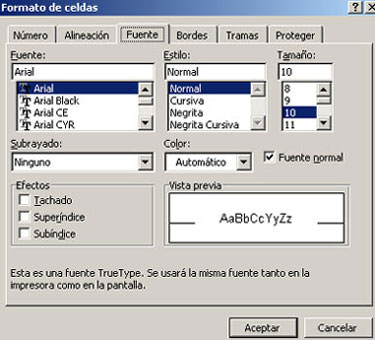 Formato de celdas
Número Alineación Fuente Bordes Tramas Proteger
Fuente: Estilo: Tamaño:
Arial Normal 10
Arial Normal 8
Arial Black Cursiva 9
Arial CE Negrita 10
Arial CYR Negrita Cursiva 11
Subrayado: Color:
Ninguno Automático Fuente normal
Efectos Vista previa
Tachado
Superíndice AaBbCcYyZz
Subíndice
Esta es una fuente TrueType. Se usará la misma fuente tanto en la
impresora como en la pantalla.
Aceptar Cancelar